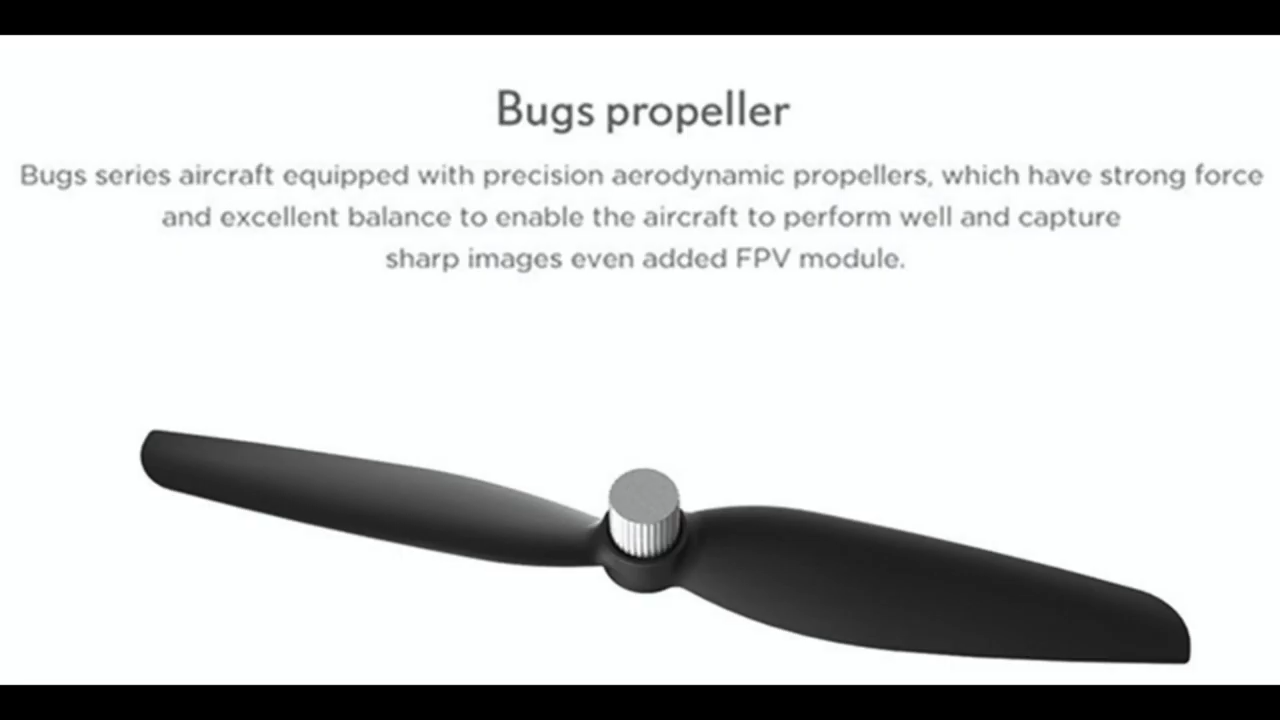 Bugs propeller
Bugs series aircraft equipped with precision aerodynamic propellers, which have strong force
and excellent balance to enable the aircraft to perform well and capture
sharp images even added FPV module.